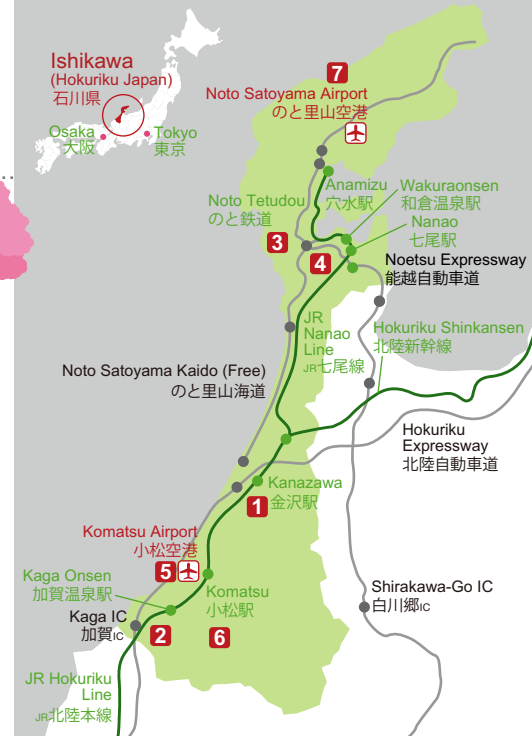 Ishikawa
(Hokuriku Japan)
石川県
Osaka
大阪
Tokyo
東京
7
Noto Satoyama Airport
のと里山空港
Anamizu
穴水駅
Wakuraonsen
和倉温泉駅
Noto Tetudou
のと鉄道
Nanao
七尾駅
3
4
Noetsu Expressway
能越自動車道
JR
Nanao
Line
JR七尾線
Hokuriku Shinkansen
北陸新幹線
Noto Satoyama Kaido (Free)
のと里山海道
Hokuriku
Expressway
北陸自動車道
Kanazawa
金沢駅
1
Komatsu Airport
小松空港
5
Kaga Onsen
加賀温泉駅
Komatsu
小松駅
Shirakawa-Go IC
白川郷IC
Kaga IC
加賀IC
2
6
JR Hokuriku
Line
JR北陸本線